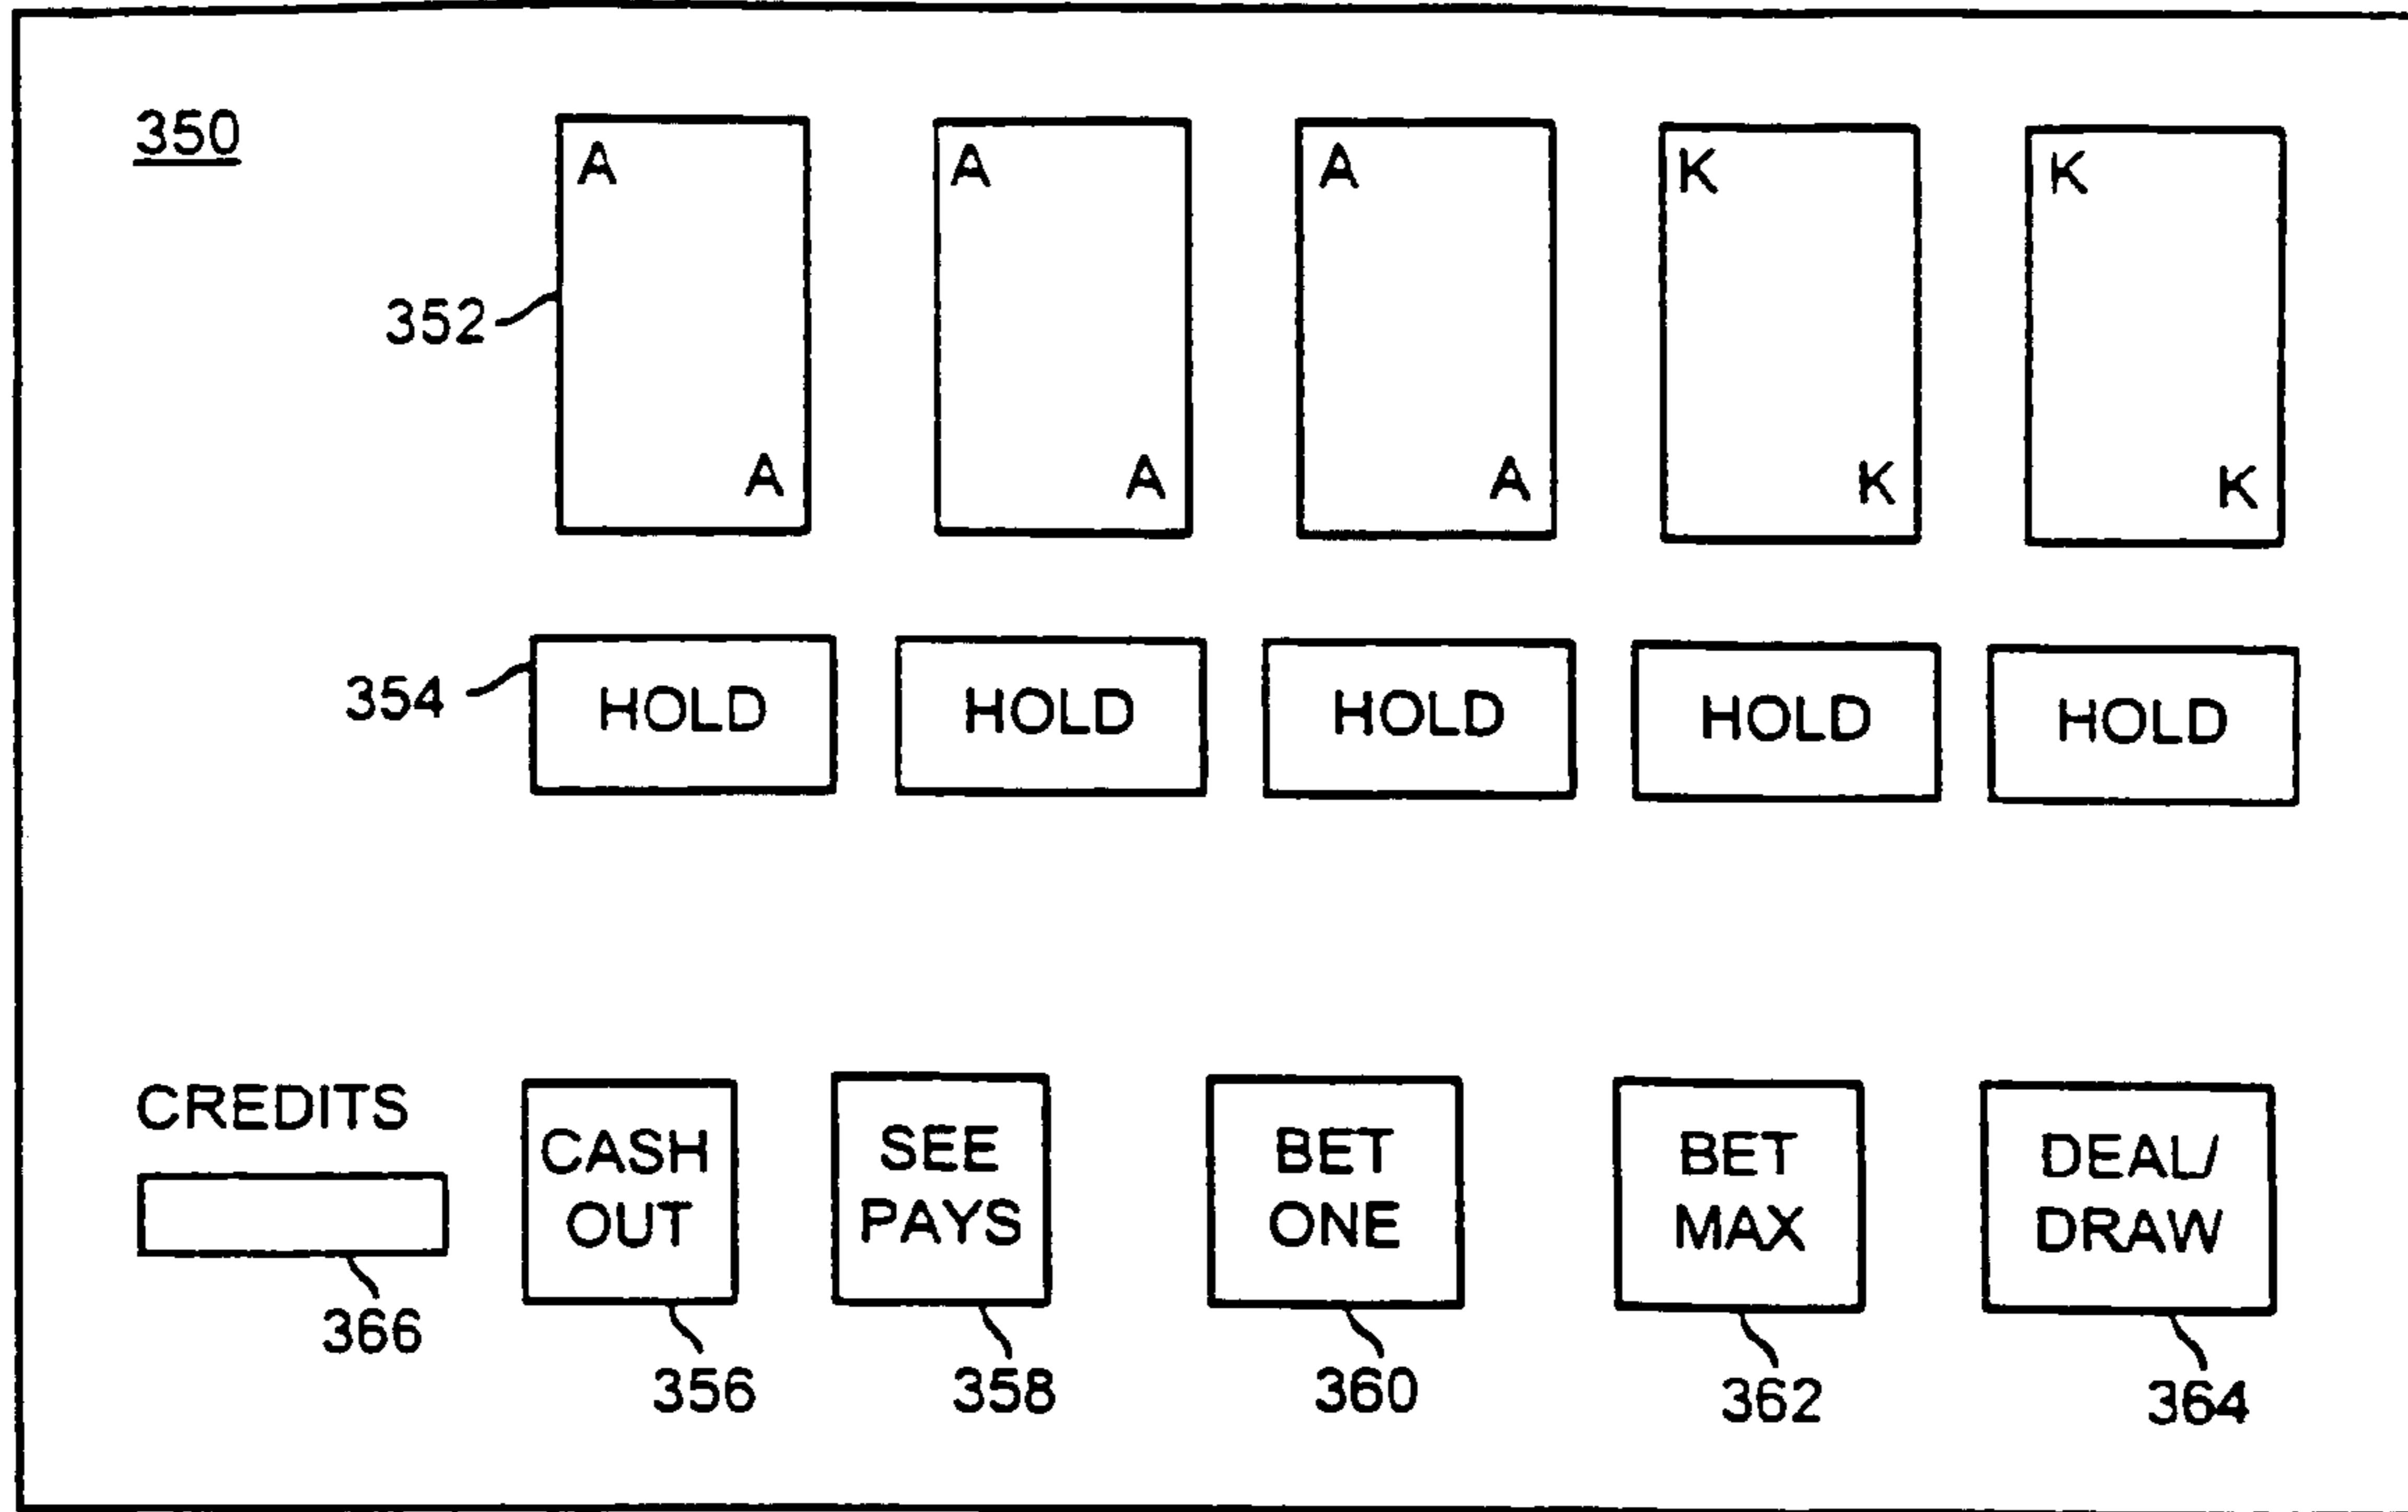 350
A A A K K
352
A A A K K
354 HOLD HOLD HOLD HOLD HOLD
CREDITS
CASH OUT
SEE PAYS
BET ONE
BET MAX
DEAL/ DRAW
366
356 358 360 362 364